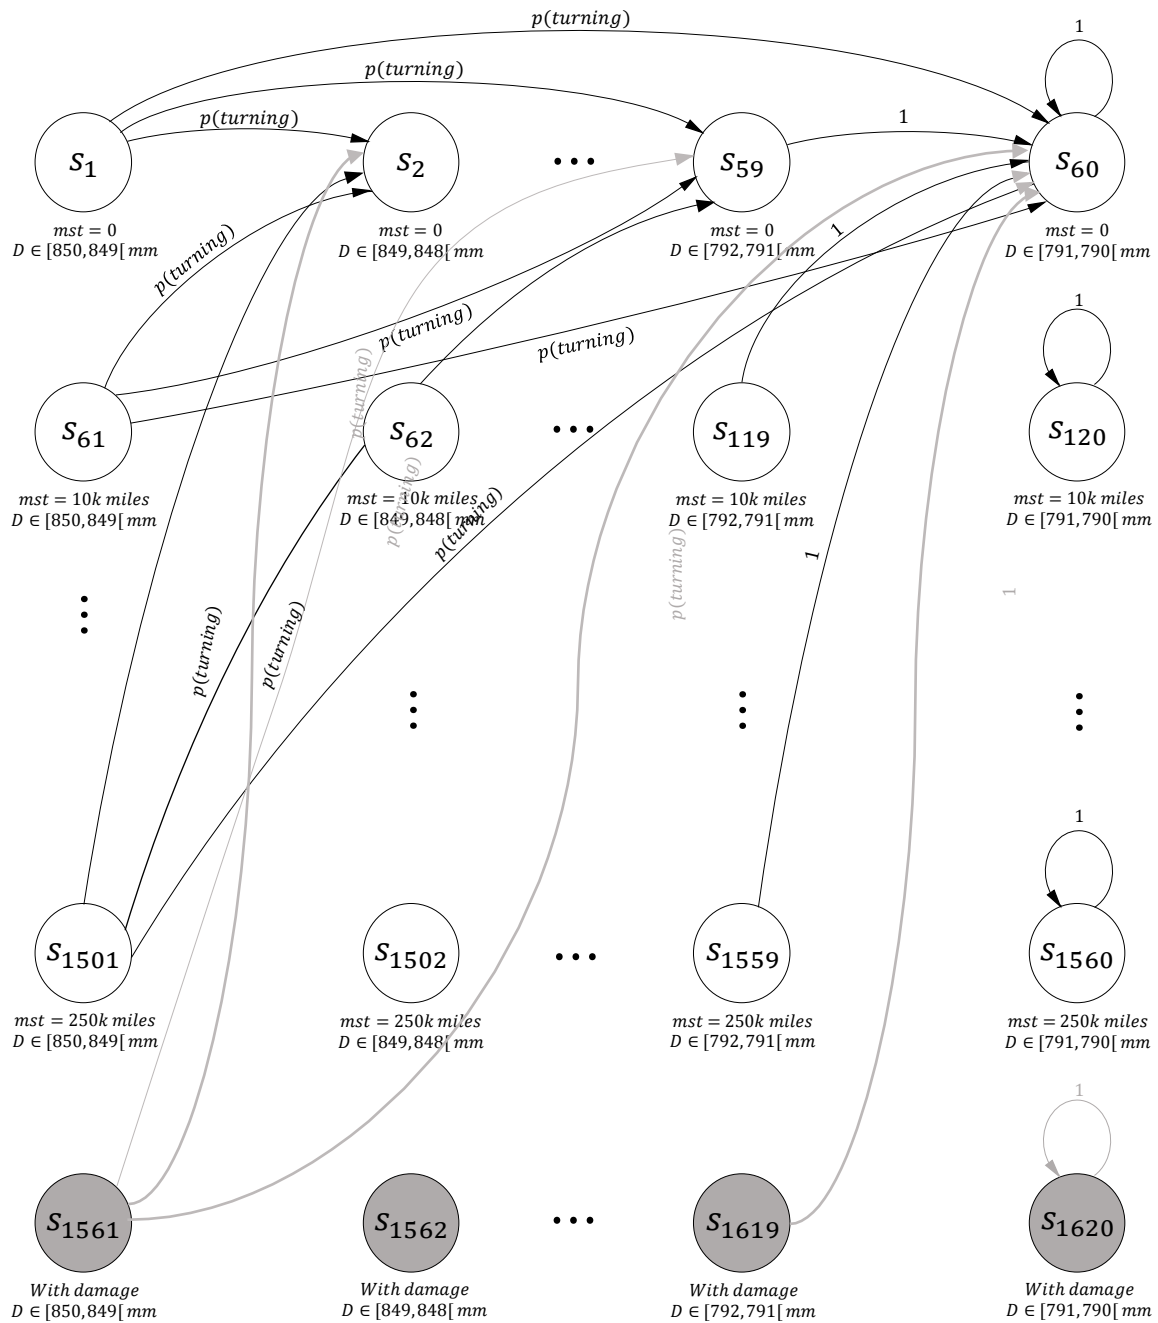 p(turning)
1
p(turning)
p(turning)
1
S1
S2
...
S59
S60
mst = 0
D ∈ [850,849[ mm
mst = 0
D ∈ [849,848[ mm
mst = 0
D ∈ [792,791[ mm
mst = 0
D ∈ [791,790[ mm
p(turning)
1
1
p(turning)
p(turning)
p(turning)
S61
S62
...
S119
S120
mst = 10k miles
D ∈ [850,849[ mm
mst = 10k miles
D ∈ [849,848[ mm
mst = 10k miles
D ∈ [792,791[ mm
mst = 10k miles
D ∈ [791,790[ mm
p(turning)
p(turning)
p(turning)
1
1
p(turning)
p(turning)
1
S1501
S1502
...
S1559
S1560
mst = 250k miles
D ∈ [850,849[ mm
mst = 250k miles
D ∈ [849,848[ mm
mst = 250k miles
D ∈ [792,791[ mm
mst = 250k miles
D ∈ [791,790[ mm
1
S1561
S1562
...
S1619
S1620
With damage
D ∈ [850,849[ mm
With damage
D ∈ [849,848[ mm
With damage
D ∈ [792,791[ mm
With damage
D ∈ [791,790[ mm